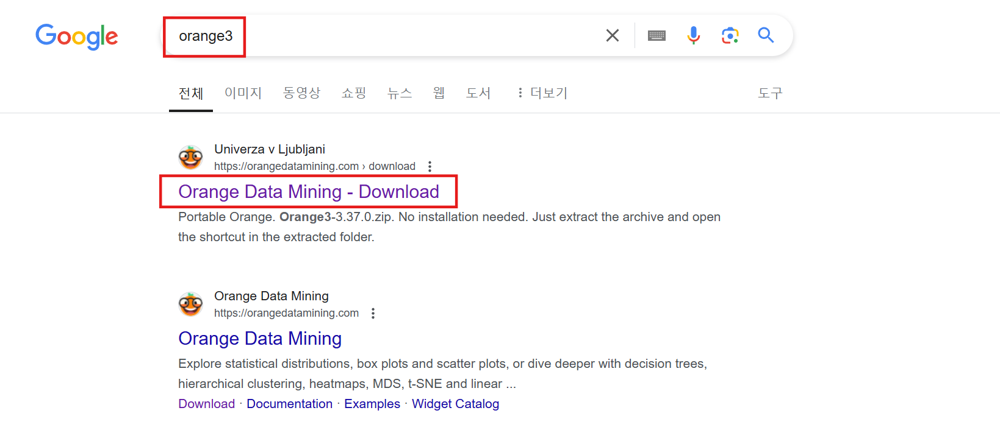 Google
orange3
전체 이미지 동영상 쇼핑 뉴스 웹 도서 더보기 도구
Univerza v Ljubljani
https://orangedatamining.com › download
Orange Data Mining - Download
Portable Orange. Orange3-3.37.0.zip. No installation needed. Just extract the archive and open
the shortcut in the extracted folder.
Orange Data Mining
https://orangedatamining.com
Orange Data Mining
Explore statistical distributions, box plots and scatter plots, or dive deeper with decision trees,
hierarchical clustering, heatmaps, MDS, t-SNE and linear ...
Download · Documentation · Examples · Widget Catalog